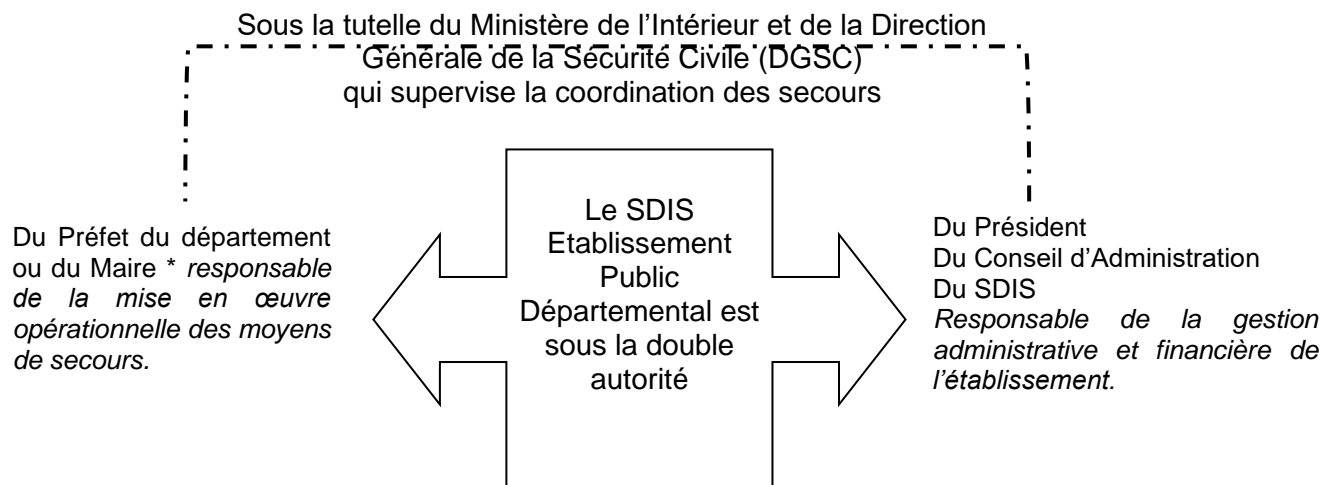 Sous la tutelle du Ministère de l’Intérieur et de la Direction
Générale de la Sécurité Civile (DGSC)
qui supervise la coordination des secours
Du Préfet du département
ou du Maire * responsable
de la mise en œuvre
opérationnelle des moyens
de secours.
Le SDIS
Etablissement
Public
Départemental est
sous la double
autorité
Du Président
Du Conseil d’Administration
Du SDIS
Responsable de la gestion
administrative et financière de
l’établissement.